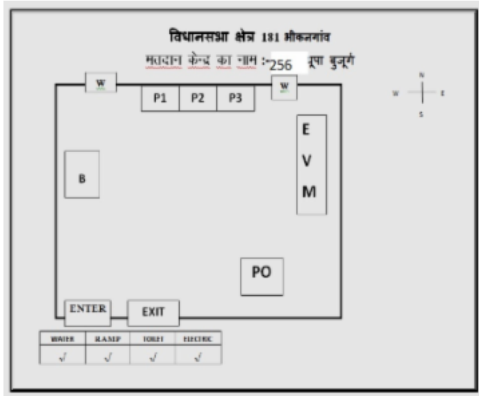 विधानसभा क्षेत्र 181 भीकनगांव
मतदान केन्द्र का नाम :-256 धूपा बुजूर्ग
N
W E
S
W W
P1 P2 P3
E
V
M
B
PO
ENTER EXIT
WATER RAMP TOILET ELECTRIC
√ √ √ √